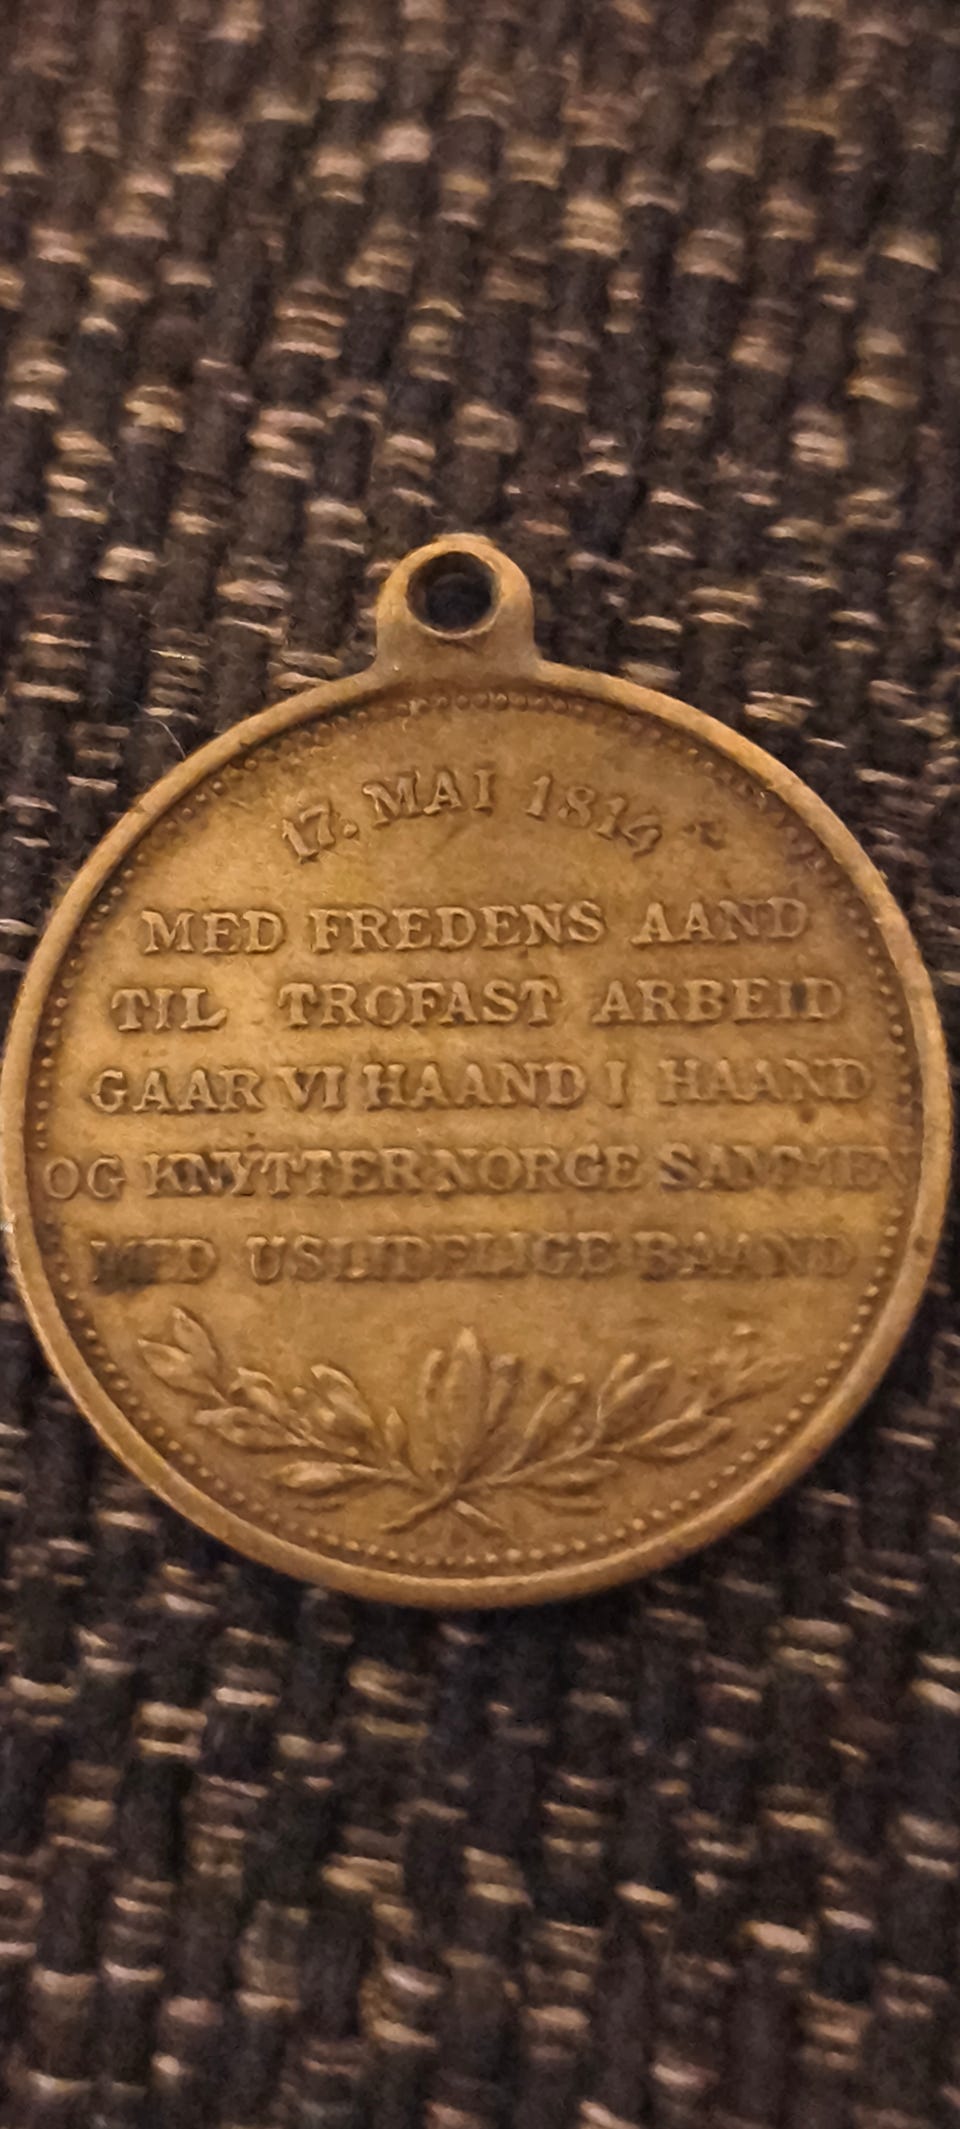 17. MAI 1814
MED FREDENS AAND
TIL TROFAST ARBEID
GAAR VI HAAND I HAAND
OG KNYTTER NORGE SAMMEN
MED USLIDELIGE BAAND